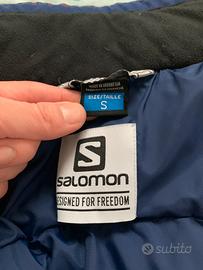 SIZE/TAILLE
S
S
SALOMON
DESIGNED FOR FREEDOM
subito